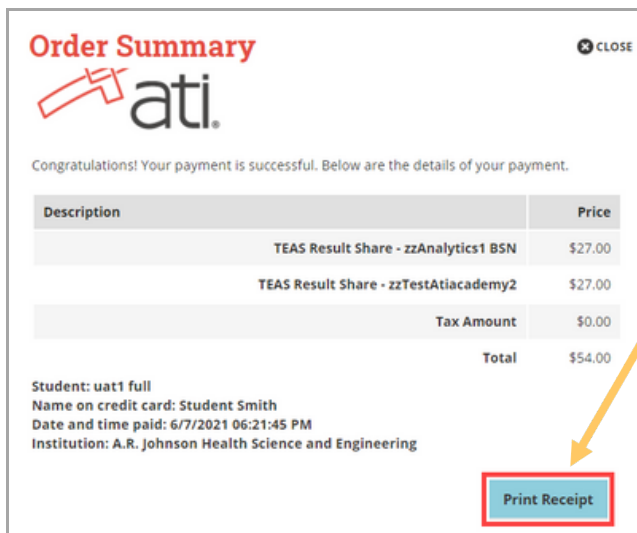 Order Summary
CLOSE
ati®
Congratulations! Your payment is successful. Below are the details of your payment.
Description Price
TEAS Result Share - zzAnalytics1 BSN $27.00
TEAS Result Share - zzTestAtiacademy2 $27.00
Tax Amount $0.00
Total $54.00
Student: uat1 full
Name on credit card: Student Smith
Date and time paid: 6/7/2021 06:21:45 PM
Institution: A.R. Johnson Health Science and Engineering
Print Receipt